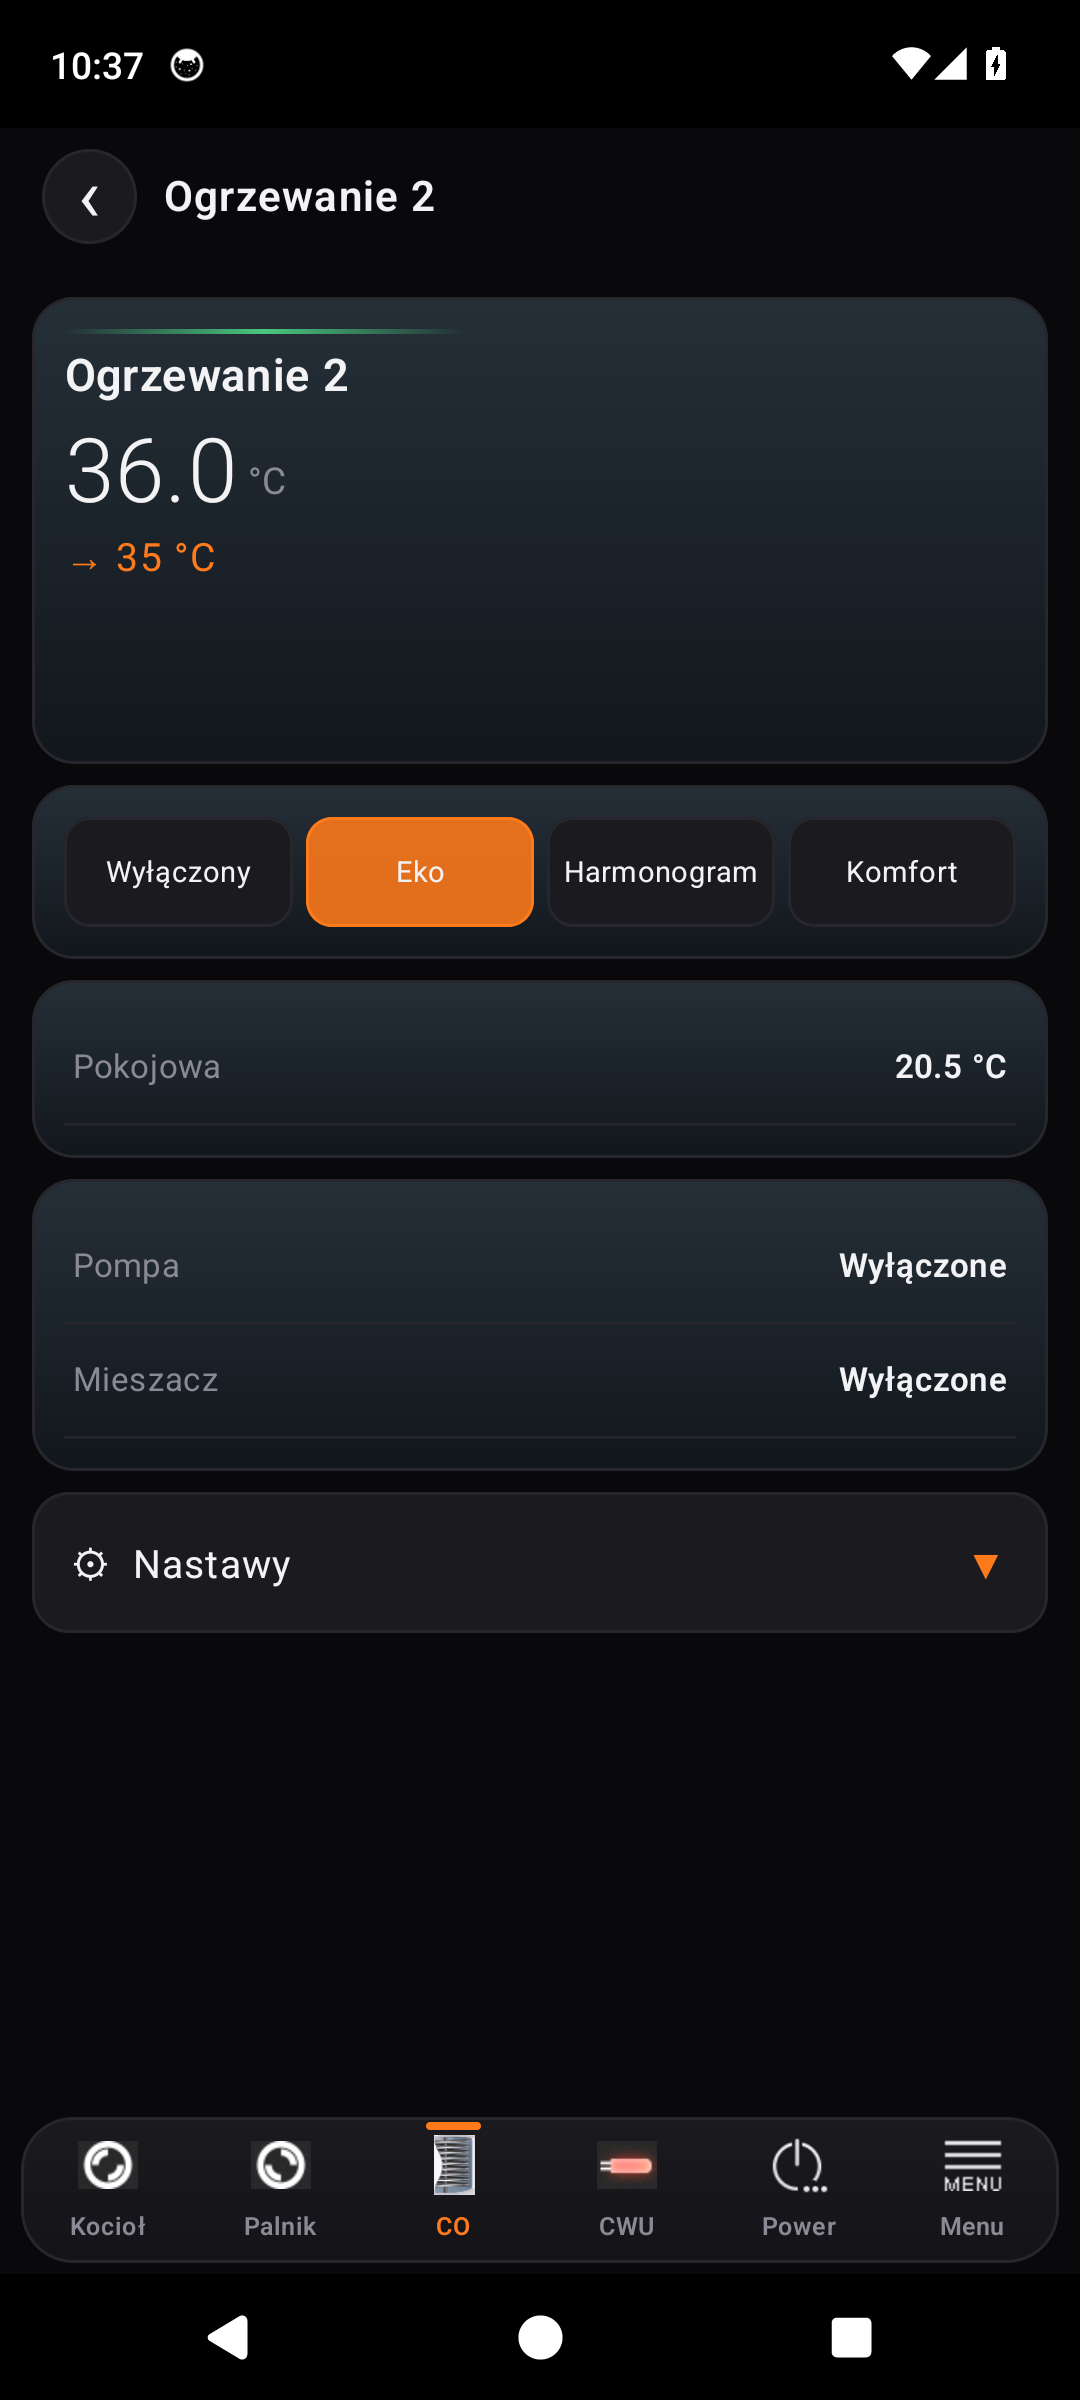 10:37
Ogrzewanie 2
Ogrzewanie 2
36.0 °C
→ 35 °C
Wyłączony Eko Harmonogram Komfort
Pokojowa 20.5 °C
Pompa Wyłączone
Mieszacz Wyłączone
Nastawy
MENU
Kocioł Palnik CO CWU Power Menu